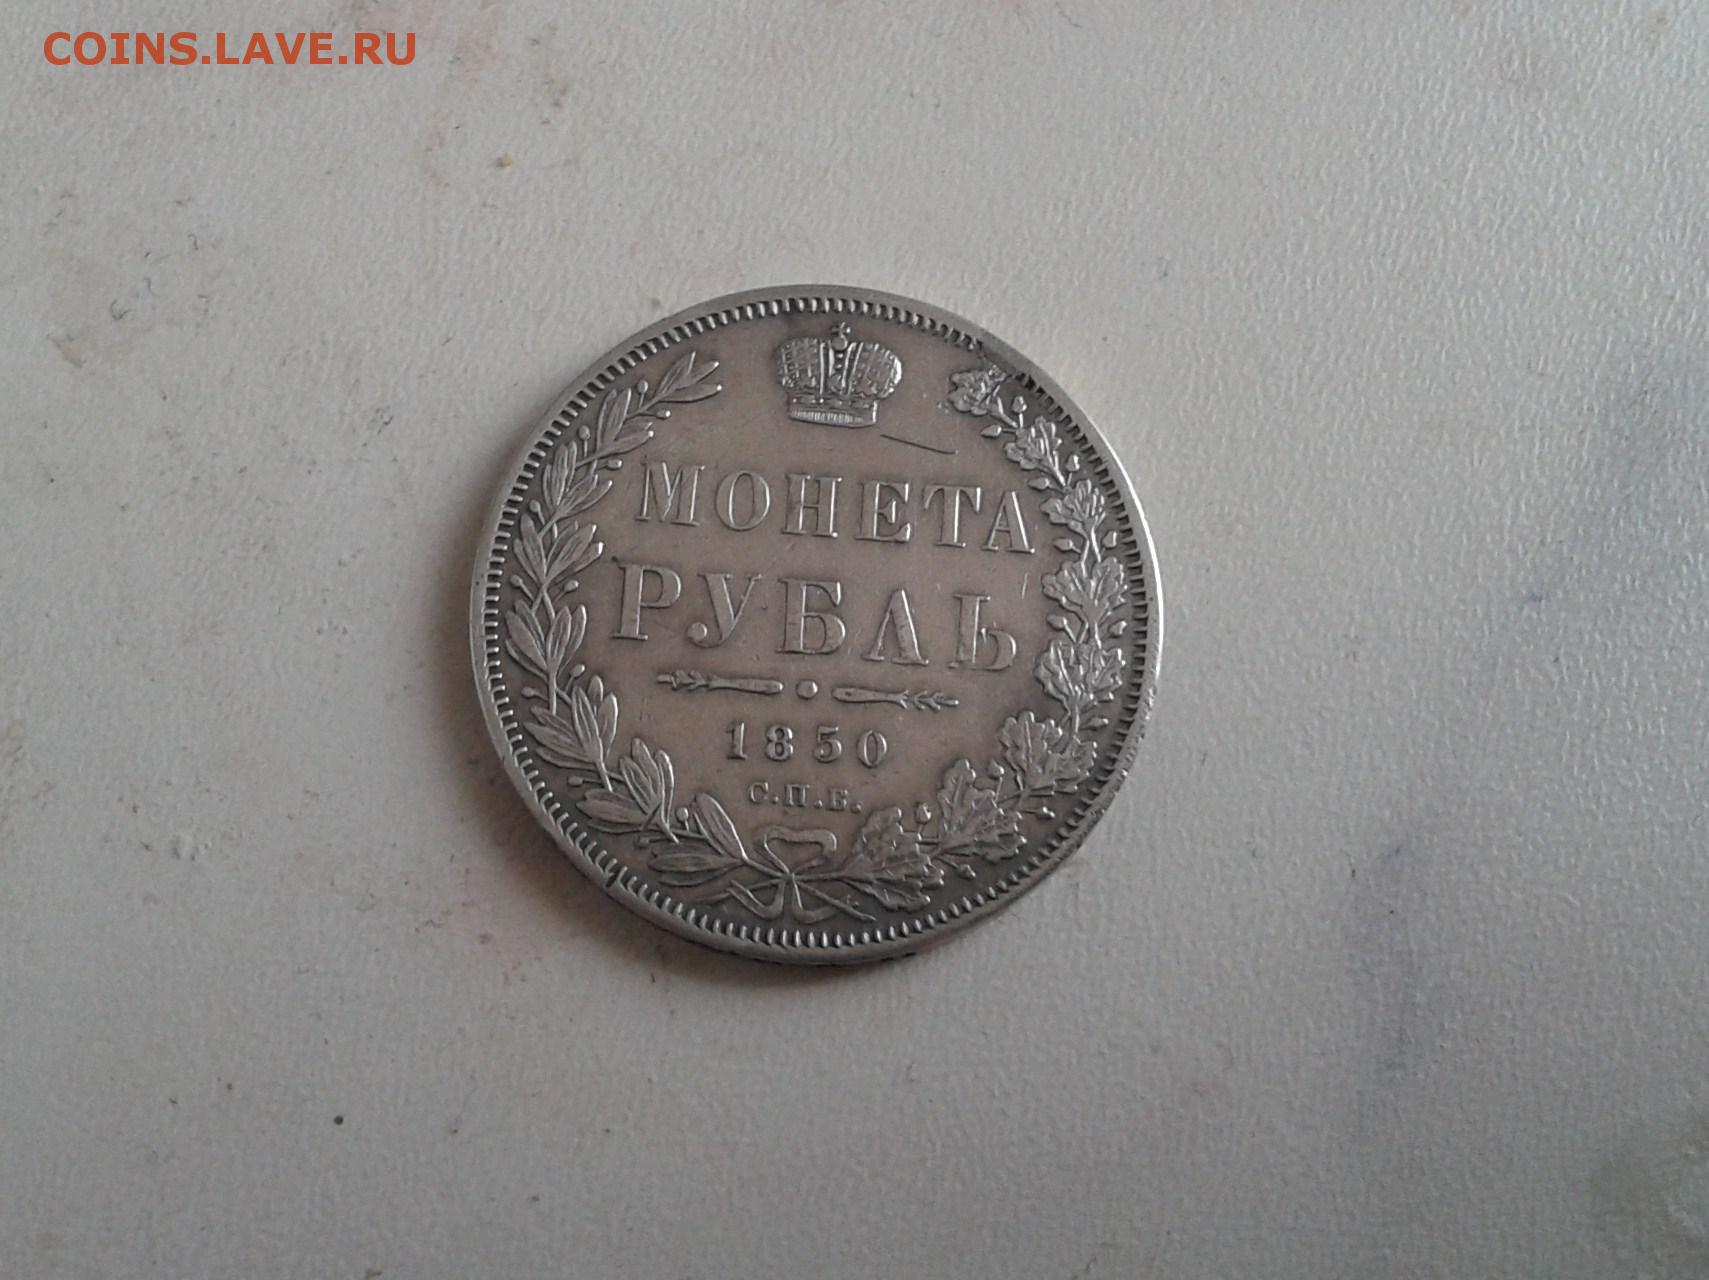 COINS.LAVE.RU
МОНЕТА
РУБЛЬ
1850
С.П.Б.